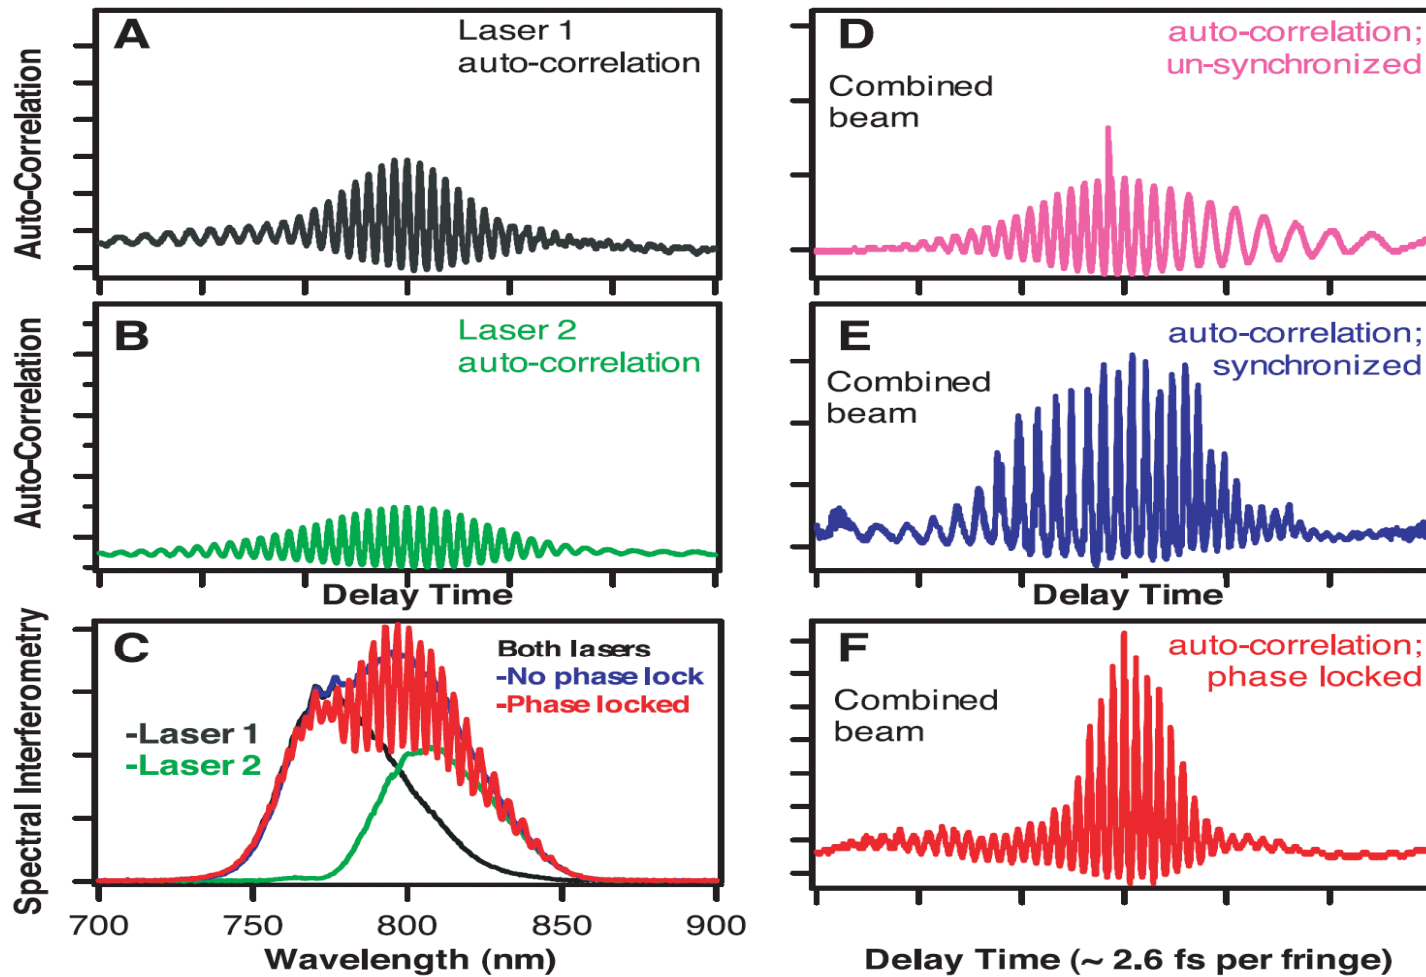 A
Laser 1
auto-correlation
Auto-Correlation
B
Laser 2
auto-correlation
Auto-Correlation
Delay Time
C
Both lasers
-No phase lock
-Phase locked
-Laser 1
-Laser 2
Spectral Interferometry
700
750
800
850
900
Wavelength (nm)
D
auto-correlation;
un-synchronized
Combined
beam
E
auto-correlation;
synchronized
Combined
beam
Delay Time
F
auto-correlation;
phase locked
Combined
beam
Delay Time (~ 2.6 fs per fringe)